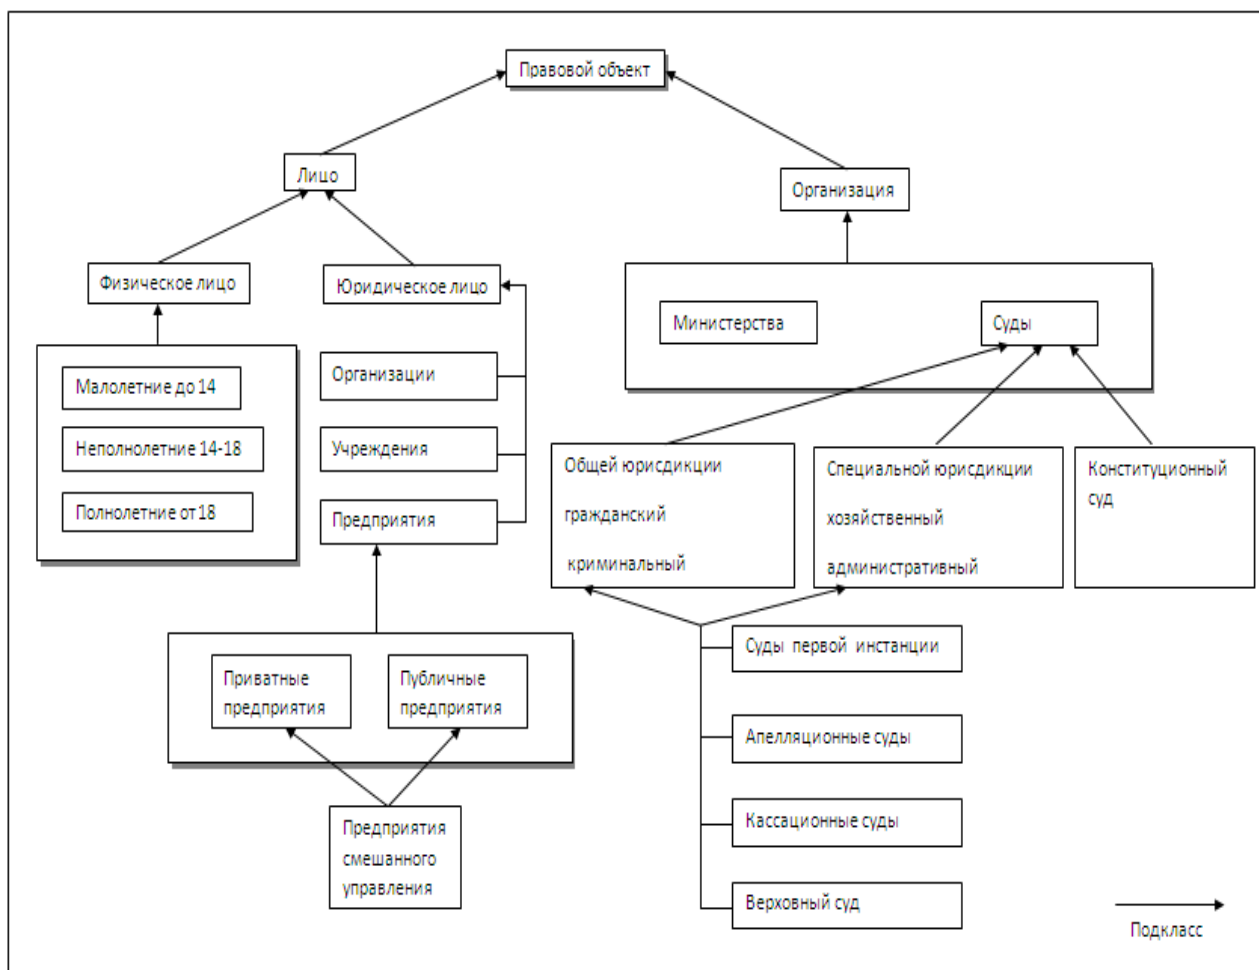 Правовой объект
Лицо
Организация
Физическое лицо
Юридическое лицо
Министерства
Суды
Малолетние до 14
Неполнолетние 14-18
Полнолетние от 18
Организации
Учреждения
Предприятия
Общей юрисдикции
гражданский
криминальный
Специальной юрисдикции
хозяйственный
административный
Конституционный
суд
Приватные
предприятия
Публичные
предприятия
Предприятия
смешанного
управления
Суды первой инстанции
Апелляционные суды
Кассационные суды
Верховный суд
Подкласс